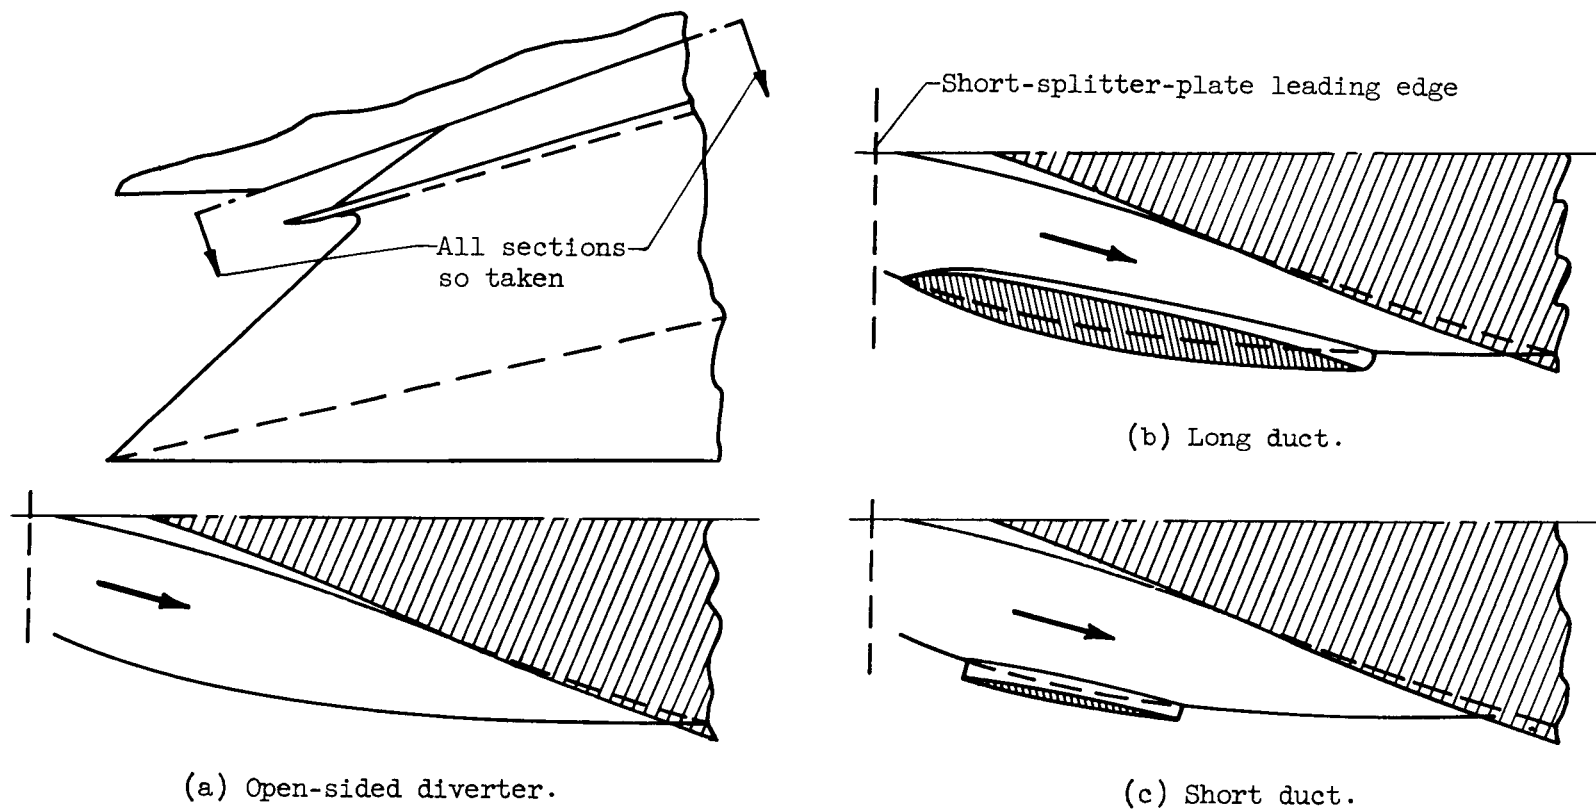 Short-splitter-plate leading edge
All sections
so taken
(b) Long duct.
(a) Open-sided diverter.
(c) Short duct.